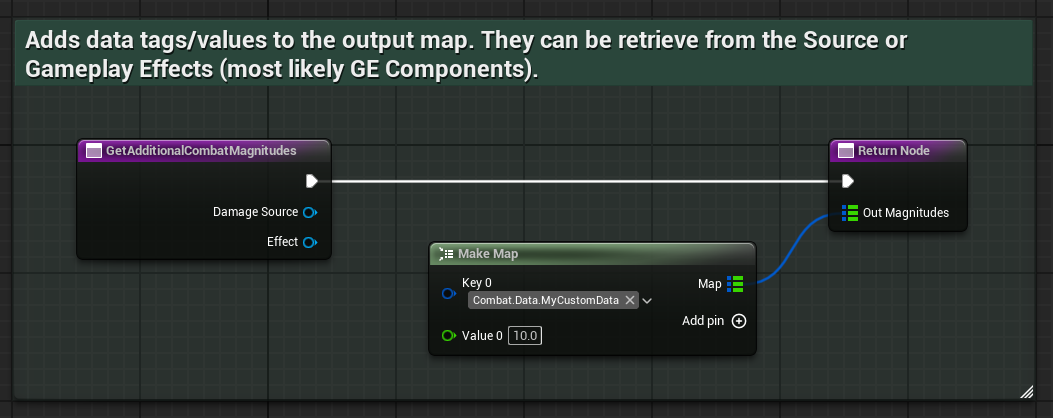 Adds data tags/values to the output map. They can be retrieve from the Source or
Gameplay Effects (most likely GE Components).
GetAdditionalCombatMagnitudes
Damage Source
Effect
Make Map
Key 0
Combat.Data.MyCustomData
Value 0 10.0
Map
Add pin
Return Node
Out Magnitudes